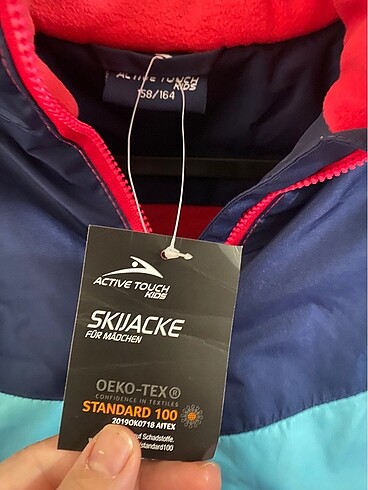 ACTIVE TOUCH
KIDS
158/164
ACTIVE TOUCH
KIDS
SKIJACKE
FÜR MÄDCHEN
OEKO-TEX®
CONFIDENCE IN TEXTILES
STANDARD 100
2019OK0718 AITEX
Schadstoffe.
standard100